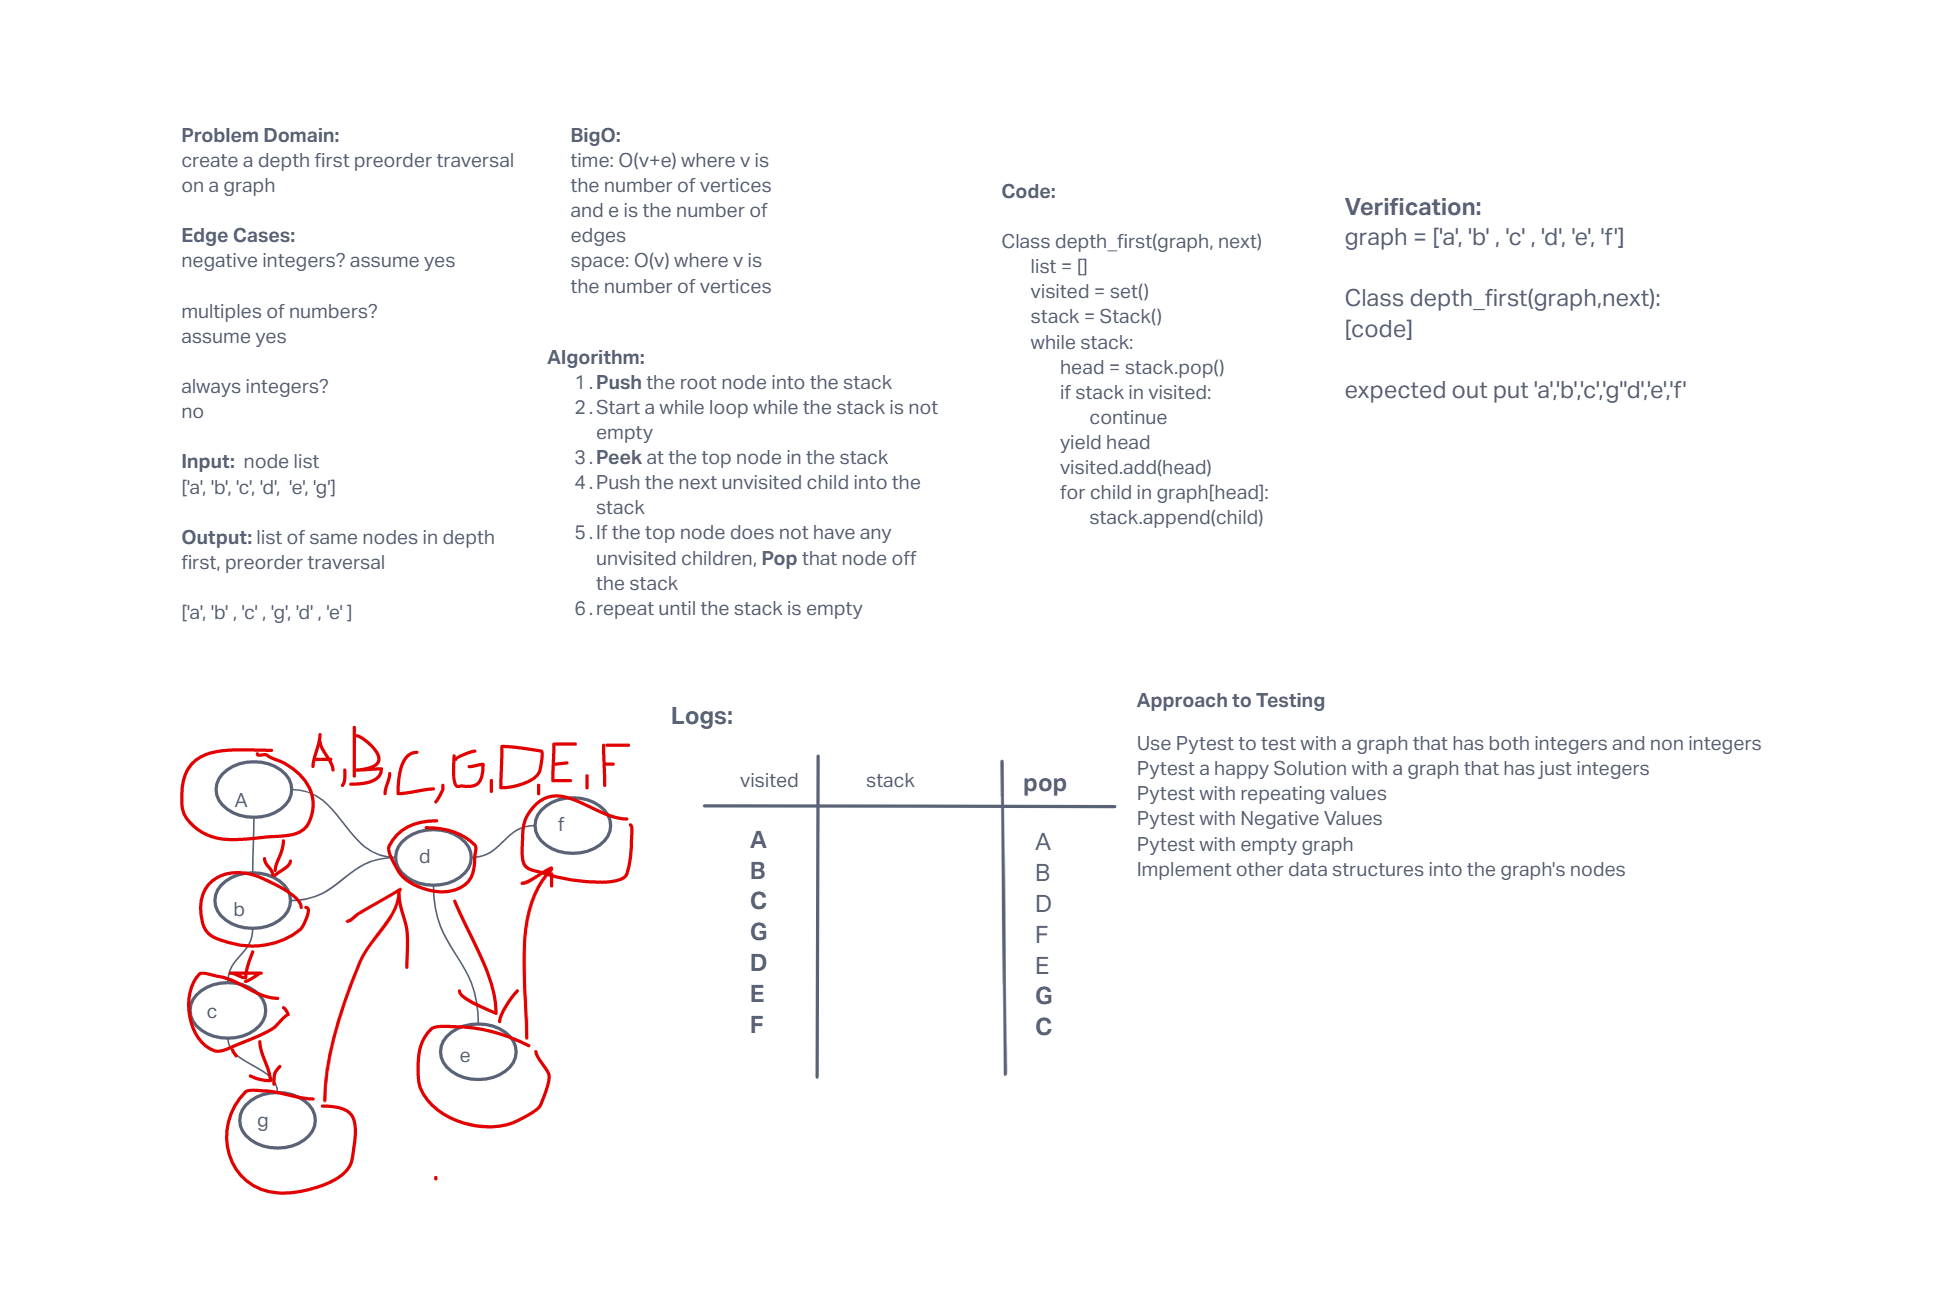 Problem Domain:
create a depth first preorder traversal
on a graph
Edge Cases:
negative integers? assume yes
multiples of numbers?
assume yes
always integers?
no
Input:  node list
['a', 'b', 'c', 'd',  'e', 'g']
Output: list of same nodes in depth
first, preorder traversal
['a', 'b' , 'c' , 'g', 'd' , 'e' ]
BigO:
time: O(v+e) where v is
the number of vertices
and e is the number of
edges
space: O(v) where v is
the number of vertices
Algorithm:
1. Push the root node into the stack
2. Start a while loop while the stack is not
empty
3. Peek at the top node in the stack
4. Push the next unvisited child into the
stack
5. If the top node does not have any
unvisited children, Pop that node off
the stack
6. repeat until the stack is empty
Code:
Class depth_first(graph, next)
list = []
visited = set()
stack = Stack()
while stack:
head = stack.pop()
if stack in visited:
continue
yield head
visited.add(head)
for child in graph[head]:
stack.append(child)
Verification:
graph = ['a', 'b' , 'c' , 'd', 'e', 'f']
Class depth_first(graph,next):
[code]
expected out put 'a','b','c','g''d','e','f'
A,B,C,G,D,E,F
A
b
c
g
d
e
f
Logs:
visited stack pop
A A
B B
C D
G F
D E
E G
F C
Approach to Testing
Use Pytest to test with a graph that has both integers and non integers
Pytest a happy Solution with a graph that has just integers
Pytest with repeating values
Pytest with Negative Values
Pytest with empty graph
Implement other data structures into the graph's nodes